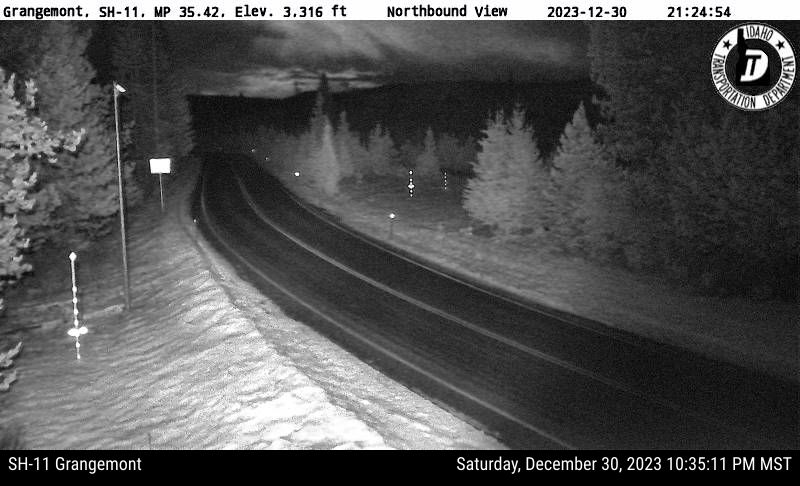 Grangemont, SH-11, MP 35.42, Elev. 3,316 ft Northbound View 2023-12-30 21:24:54
IDAHO
TRANSPORTATION DEPARTMENT
SH-11 Grangemont Saturday, December 30, 2023 10:35:11 PM MST